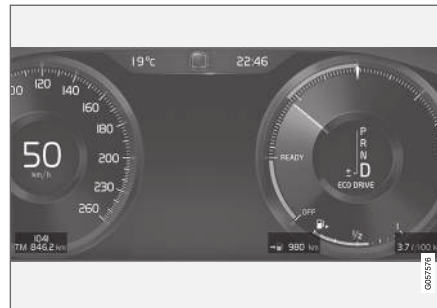 19°C 22:46
00 120 140 160 180 200 230 260
50
km/h
1041
TM 846.2 km
READY
OFF
P
R
N
± D
ECO DRIVE
1/2
980 km
3.7 l/100 k
G057576